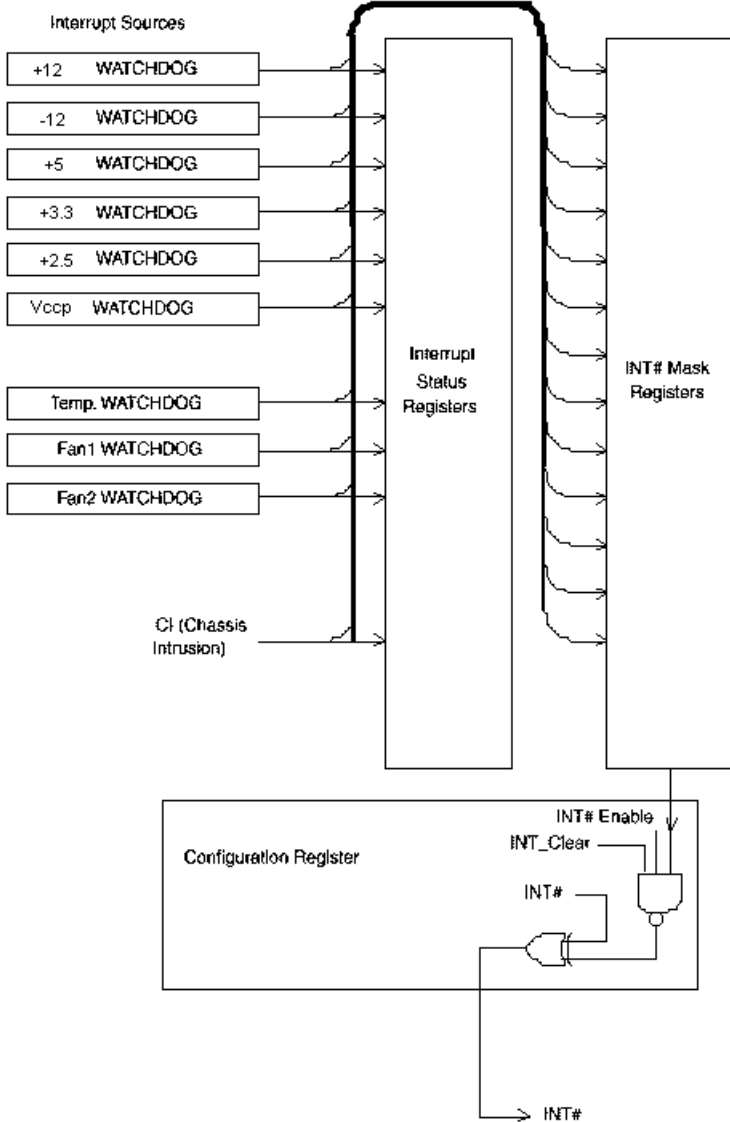 Interrupt Sources
+12 WATCHDOG
-12 WATCHDOG
+5 WATCHDOG
+3.3 WATCHDOG
+2.5 WATCHDOG
Vccp WATCHDOG
Temp. WATCHDOG
Fan1 WATCHDOG
Fan2 WATCHDOG
CI (Chassis
Intrusion)
Interrupt
Status
Registers
INT# Mask
Registers
Configuration Register
INT# Enable
INT_Clear
INT#
INT#